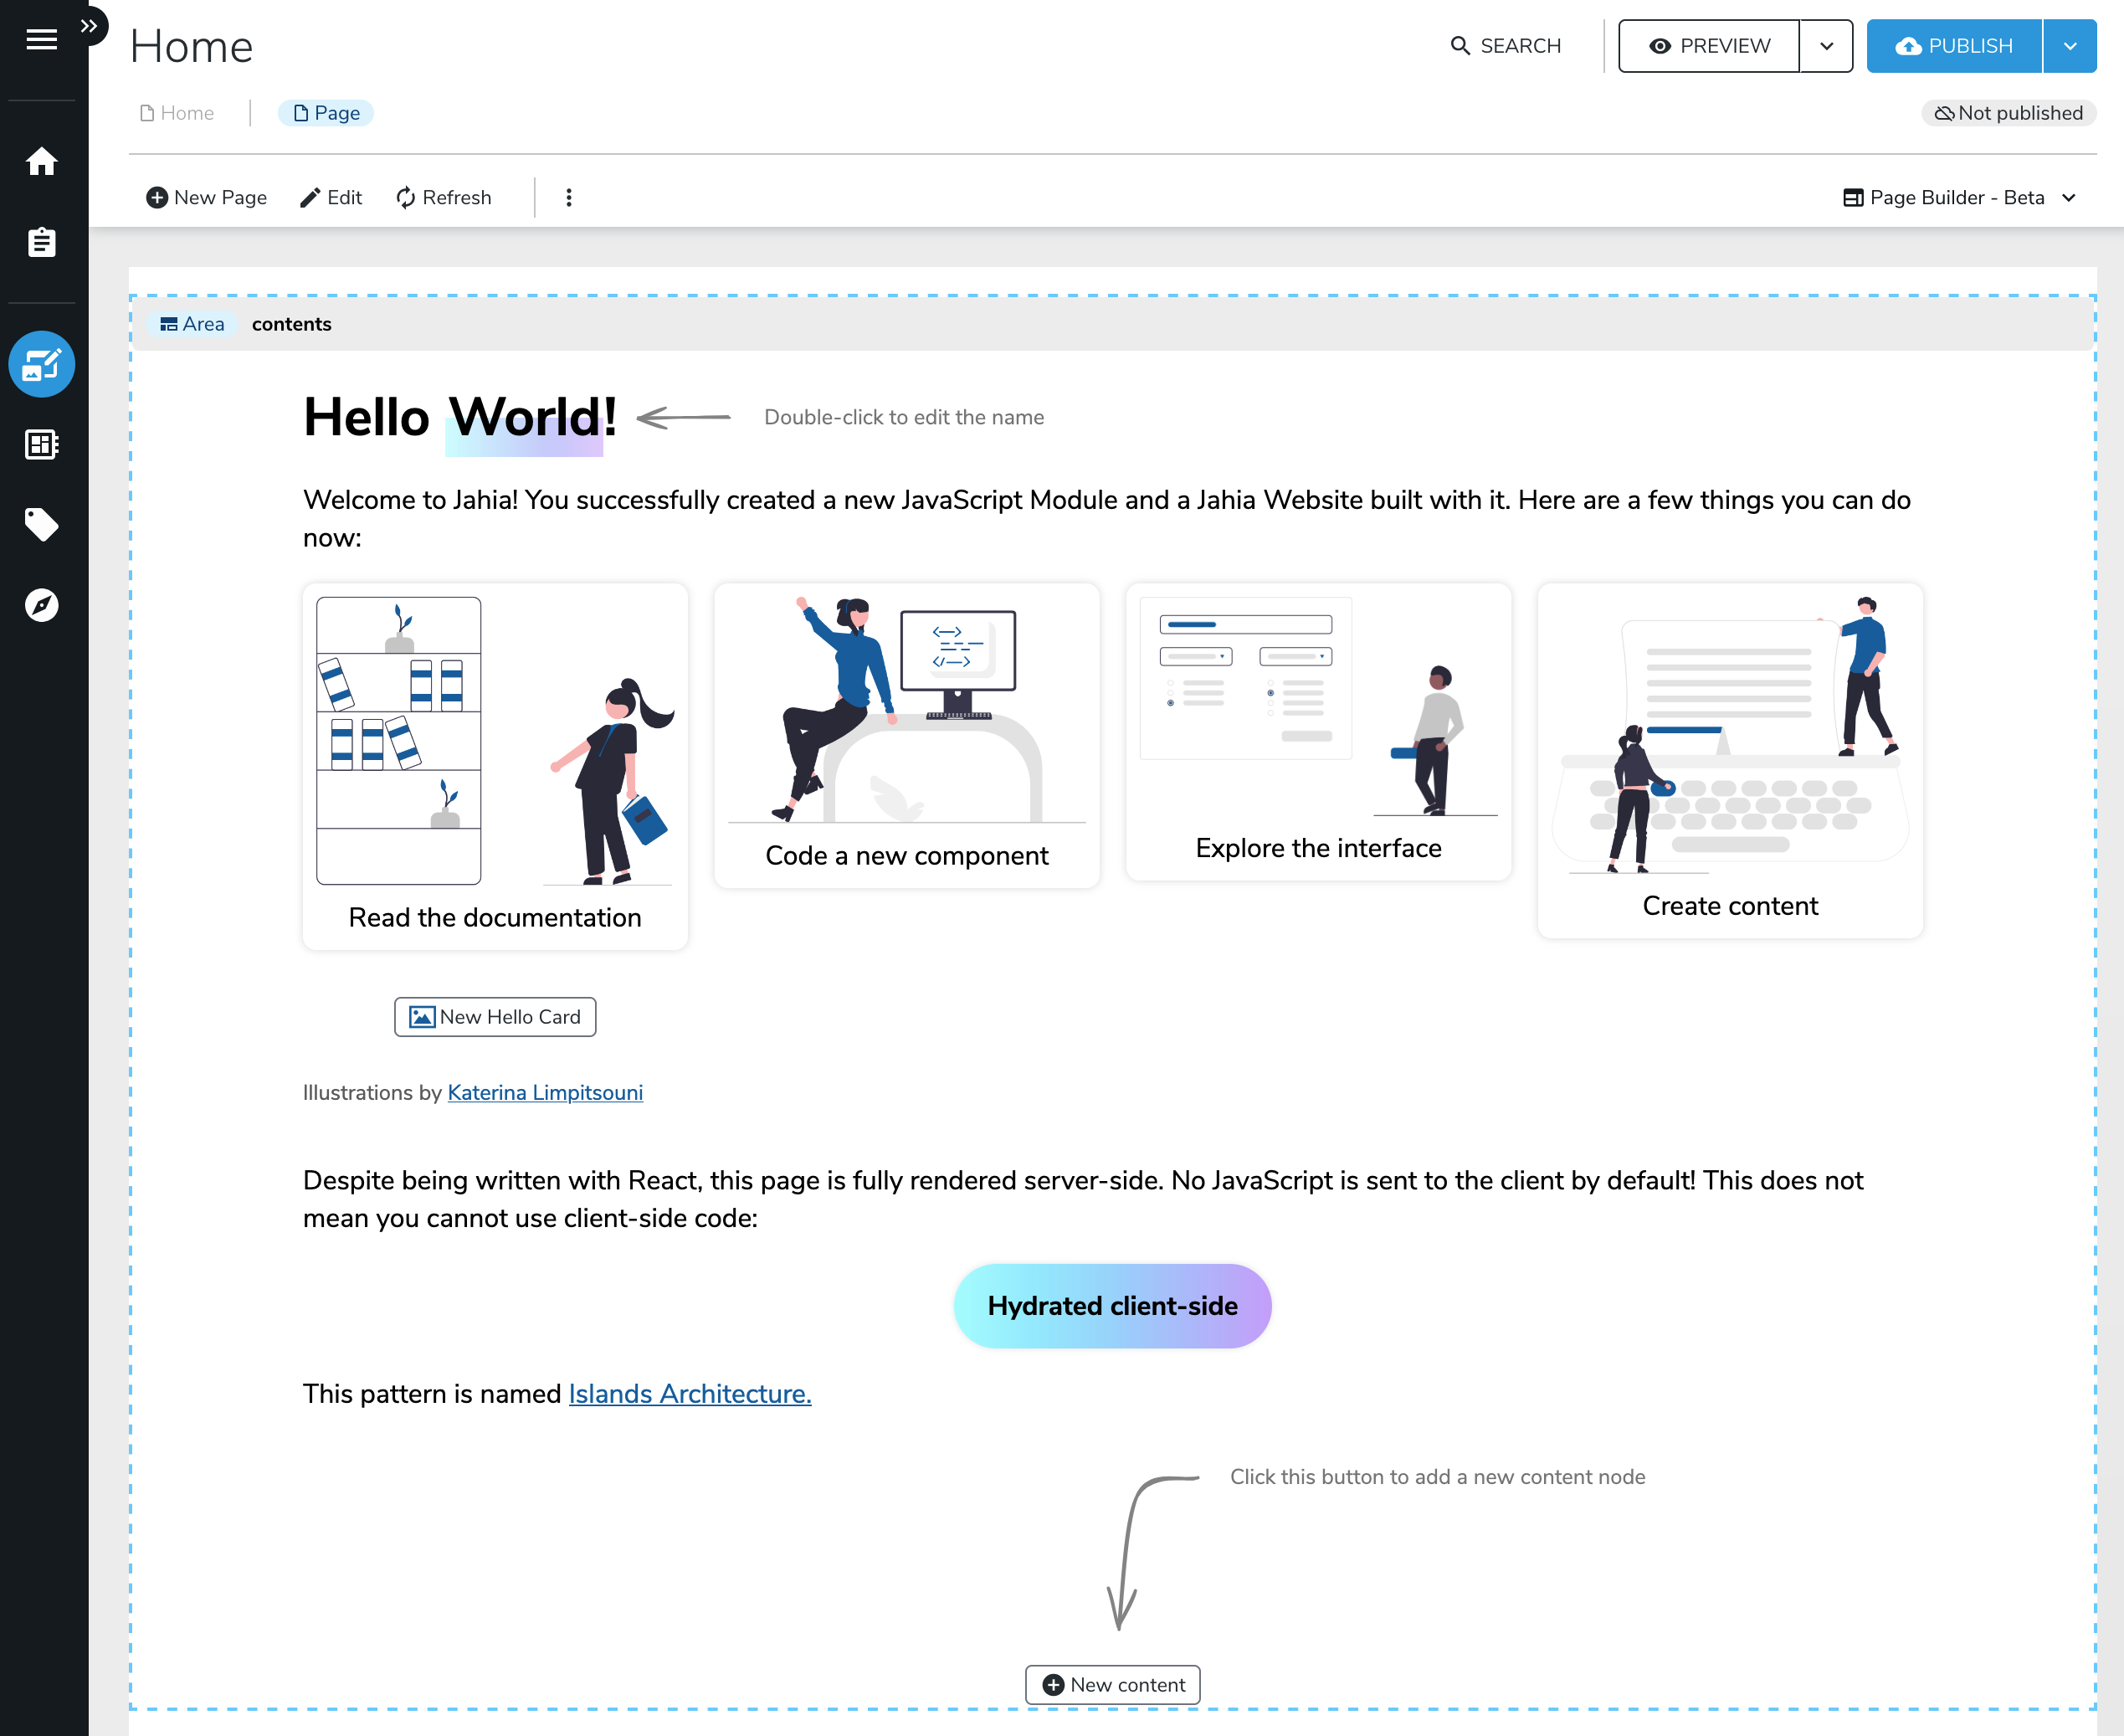 Home
SEARCH
PREVIEW
PUBLISH
Home
Page
Not published
New Page
Edit
Refresh
Page Builder - Beta
Area
contents
Hello World!
Double-click to edit the name
Welcome to Jahia! You successfully created a new JavaScript Module and a Jahia Website built with it. Here are a few things you can do
now:
Read the documentation
Code a new component
Explore the interface
Create content
New Hello Card
Illustrations by Katerina Limpitsouni
Despite being written with React, this page is fully rendered server-side. No JavaScript is sent to the client by default! This does not
mean you cannot use client-side code:
Hydrated client-side
This pattern is named Islands Architecture.
Click this button to add a new content node
New content